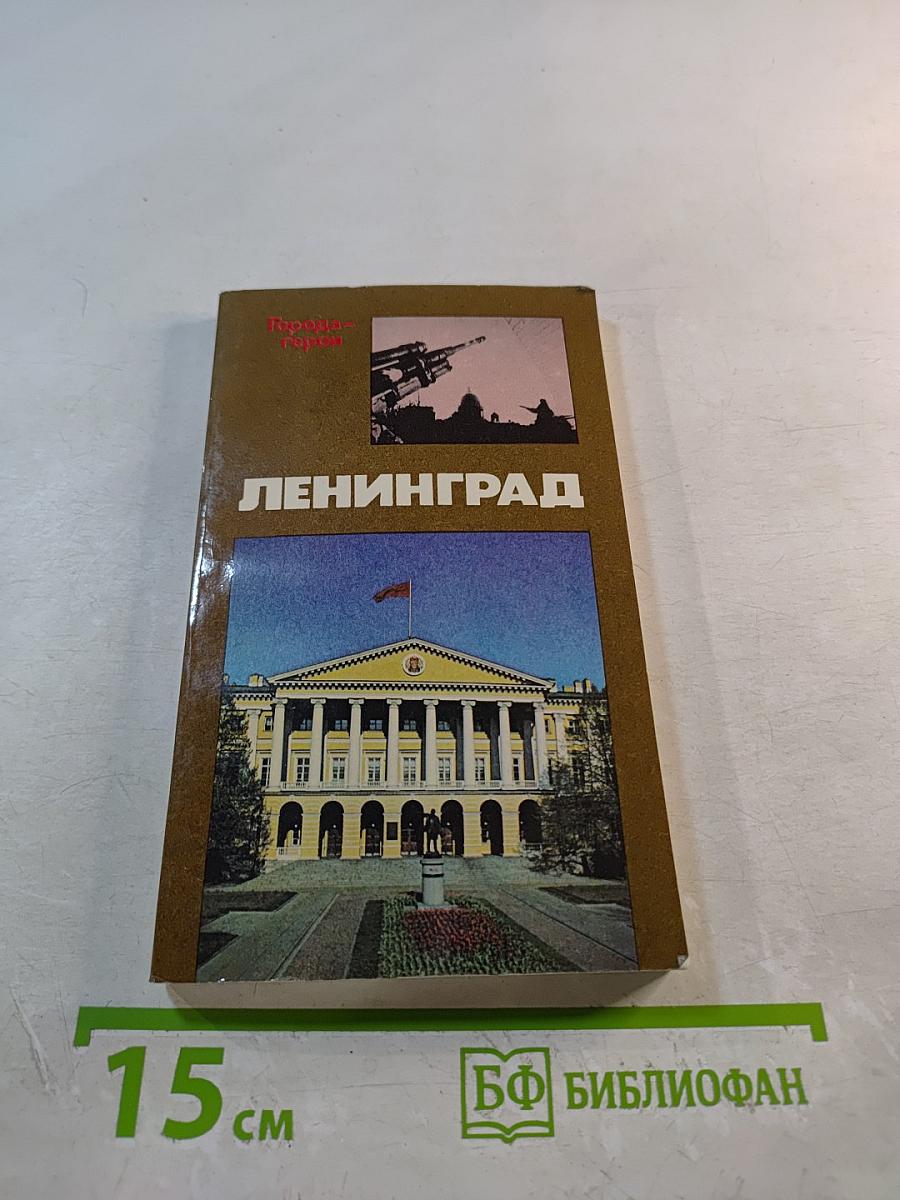 Города-
герои
ЛЕНИНГРАД
15 см
БФ БИБЛИОФАН